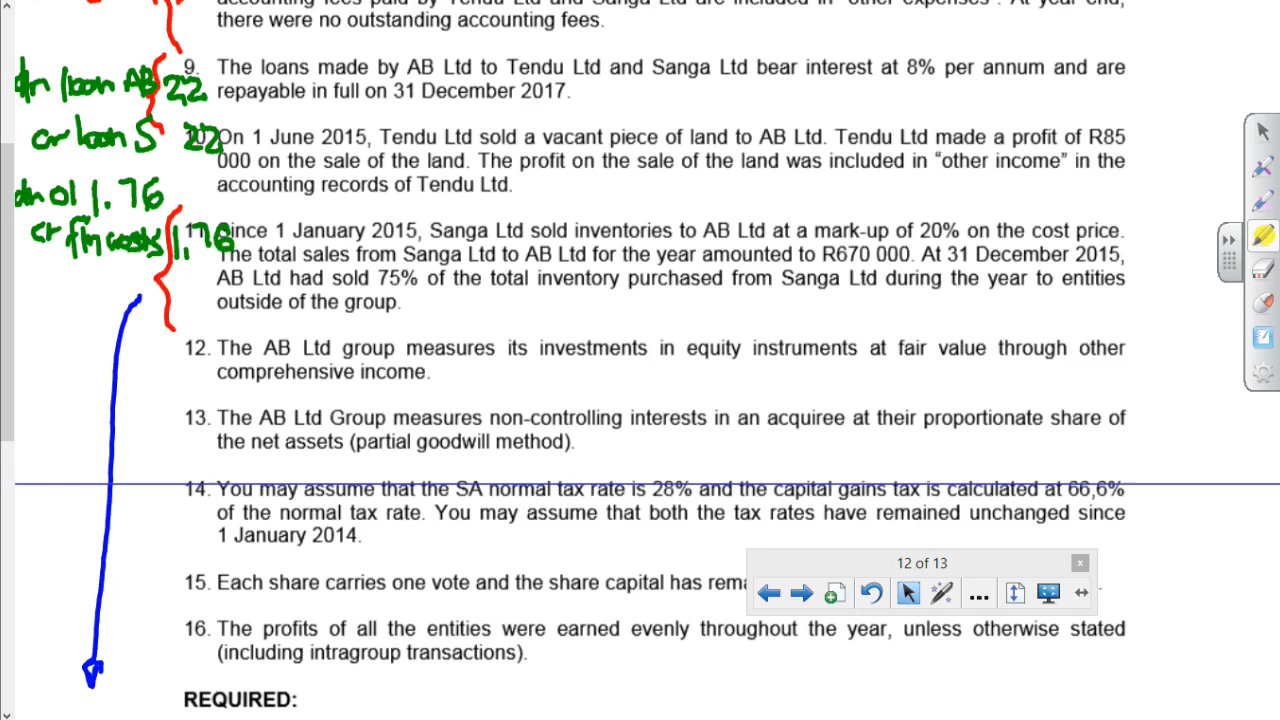 accounting fees paid by Tendu Ltd and Sanga Ltd are included in "other expenses". At year end,
there were no outstanding accounting fees.
9. The loans made by AB Ltd to Tendu Ltd and Sanga Ltd bear interest at 8% per annum and are
repayable in full on 31 December 2017.
loan AB 22
cr loan S 22
10. On 1 June 2015, Tendu Ltd sold a vacant piece of land to AB Ltd. Tendu Ltd made a profit of R85
000 on the sale of the land. The profit on the sale of the land was included in "other income" in the
accounting records of Tendu Ltd.
OI 1.76
cr fin costs 1.76
11. Since 1 January 2015, Sanga Ltd sold inventories to AB Ltd at a mark-up of 20% on the cost price.
The total sales from Sanga Ltd to AB Ltd for the year amounted to R670 000. At 31 December 2015,
AB Ltd had sold 75% of the total inventory purchased from Sanga Ltd during the year to entities
outside of the group.
12. The AB Ltd group measures its investments in equity instruments at fair value through other
comprehensive income.
13. The AB Ltd Group measures non-controlling interests in an acquiree at their proportionate share of
the net assets (partial goodwill method).
14. You may assume that the SA normal tax rate is 28% and the capital gains tax is calculated at 66,6%
of the normal tax rate. You may assume that both the tax rates have remained unchanged since
1 January 2014.
12 of 13
15. Each share carries one vote and the share capital has
16. The profits of all the entities were earned evenly throughout the year, unless otherwise stated
(including intragroup transactions).
REQUIRED: